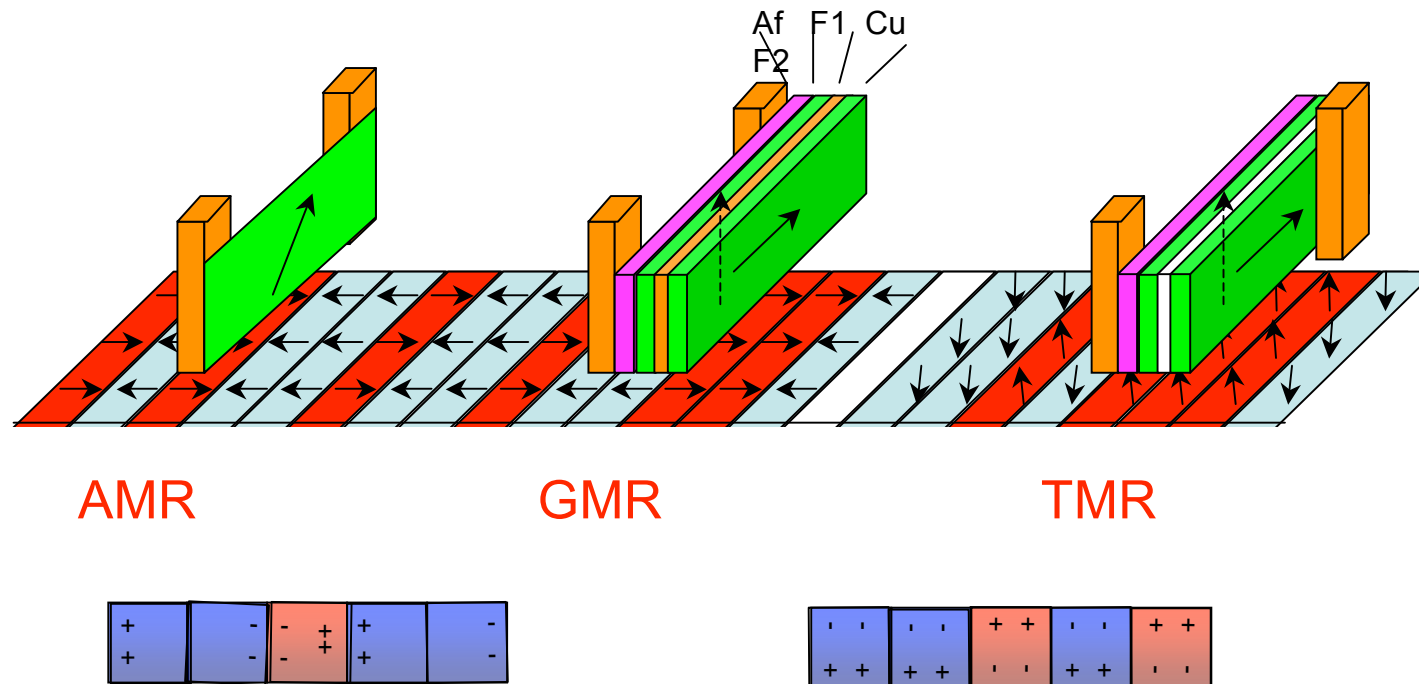 Af F1 Cu
F2
AMR GMR TMR
+ - - + + - - - - + + - - + +
+ - - + + - + + + + - - + + - -